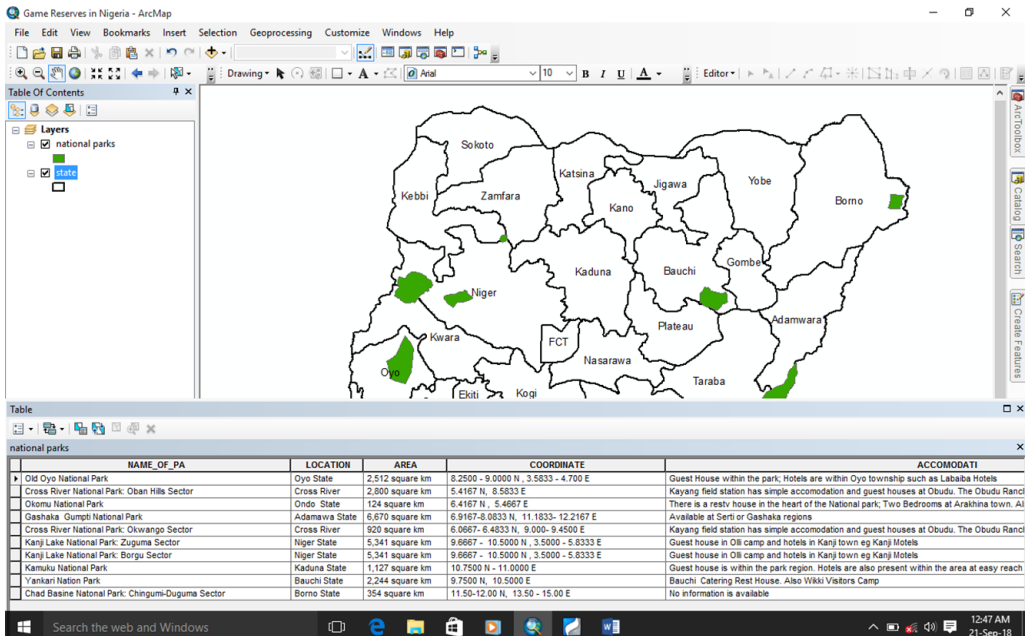 Game Reserves in Nigeria - ArcMap
File Edit View Bookmarks Insert Selection Geoprocessing Customize Windows Help
Drawing Arial 10 B I U A Editor
Table Of Contents
Layers
national parks
state
Sokoto
Katsina
Jigawa
Yobe
Kebbi
Zamfara
Kano
Borno
Gombe
Kaduna
Bauchi
Niger
Adamwara
Plateau
Kwara
FCT
Nasarawa
Oyo
Taraba
Ekiti
Kogi
ArcToolbox
Catalog
Search
Create Features
Table
national parks
NAME_OF_PA LOCATION AREA COORDINATE ACCOMODATI
Old Oyo National Park Oyo State 2,512 square km 8.2500 - 9.0000 N , 3.5833 - 4.700 E Guest House within the park; Hotels are within Oyo township such as Labaiba Hotels
Cross River National Park: Oban Hills Sector Cross River 2,800 square km 5.4167 N, 8.5833 E Kayang field station has simple accomodation and guest houses at Obudu. The Obudu Rancl
Okomu National Park Ondo State 124 square km 6.4167 N , 5.4667 E There is a restv house in the heart of the National park; Two Bedrooms at Arakhina town. Al
Gashaka Gumpti National Park Adamawa State 6,670 square km 6.9167-8.0833 N, 11.1833- 12.2167 E Available at Serti or Gashaka regions
Cross River National Park: Okwango Sector Cross River 920 square km 6.0667- 6.4833 N, 9.000- 9.4500 E Kayang field station has simple accomodation and guest houses at Obudu. The Obudu Rancl
Kanji Lake National Park: Zuguma Sector Niger State 5,341 square km 9.6667 - 10.5000 N , 3.5000 - 5.8333 E Guest house in Olli camp and hotels in Kanji town eg Kanji Motels
Kanji Lake National Park: Borgu Sector Niger State 5,341 square km 9.6667 - 10.5000 N , 3.5000 - 5.8333 E Guest house in Olli camp and hotels in Kanji town eg Kanji Motels
Kamuku National Park Kaduna State 1,127 square km 10.7500 N - 11.0000 E Guest house is within the park region. Hotels are also present within the area at easy reach
Yankari Nation Park Bauchi State 2,244 square km 9.7500 N, 10.5000 E Bauchi Catering Rest House. Also Wikki Visitors Camp
Chad Basine Natonal Park: Chingumi-Duguma Sector Borno State 354 square km 11.50-12.00 N, 13.50 - 15.00 E No information is available
Search the web and Windows
12:47 AM
21-Sep-18